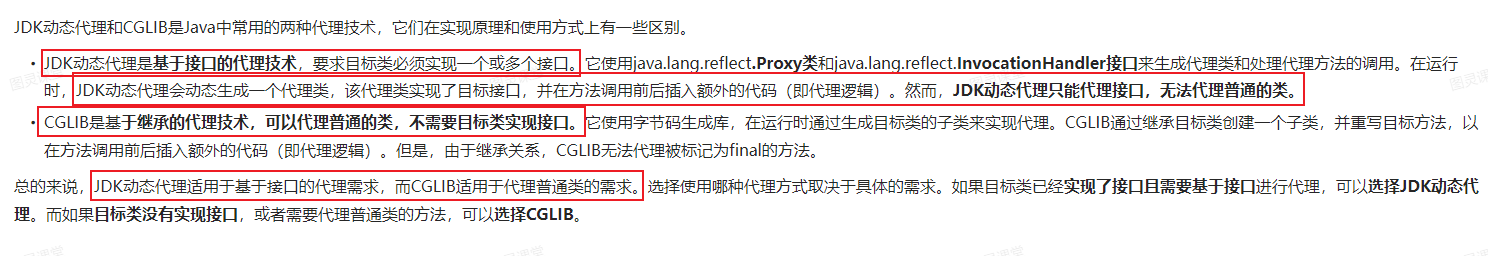 JDK动态代理和CGLIB是Java中常用的两种代理技术，它们在实现原理和使用方式上有一些区别。
• JDK动态代理是基于接口的代理技术，要求目标类必须实现一个或多个接口。它使用java.lang.reflect.Proxy类和java.lang.reflect.InvocationHandler接口来生成代理类和处理代理方法的调用。在运行
时，JDK动态代理会动态生成一个代理类，该代理类实现了目标接口，并在方法调用前后插入额外的代码（即代理逻辑）。然而，JDK动态代理只能代理接口，无法代理普通的类。
• CGLIB是基于继承的代理技术，可以代理普通的类，不需要目标类实现接口。它使用字节码生成库，在运行时通过生成目标类的子类来实现代理。CGLIB通过继承目标类创建一个子类，并重写目标方法，以
在方法调用前后插入额外的代码（即代理逻辑）。但是，由于继承关系，CGLIB无法代理被标记为final的方法。
总的来说，JDK动态代理适用于基于接口的代理需求，而CGLIB适用于代理普通类的需求。选择使用哪种代理方式取决于具体的需求。如果目标类已经实现了接口且需要基于接口进行代理，可以选择JDK动态代
理。而如果目标类没有实现接口，或者需要代理普通类的方法，可以选择CGLIB。